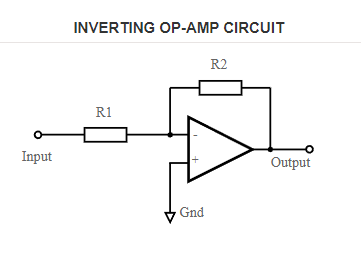 INVERTING OP-AMP CIRCUIT
R2
R1
-
+
Input
Output
Gnd